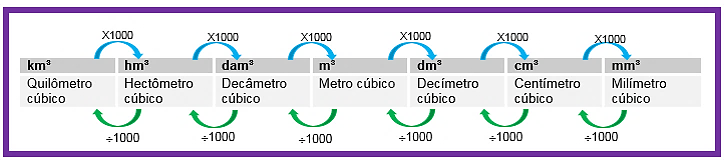 X1000 X1000 X1000 X1000 X1000 X1000
km³ hm³ dam³ m³ dm³ cm³ mm³
Quilômetro Hectômetro Decâmetro Metro cúbico Decímetro Centímetro Milímetro
cúbico cúbico cúbico cúbico cúbico cúbico
÷1000 ÷1000 ÷1000 ÷1000 ÷1000 ÷1000